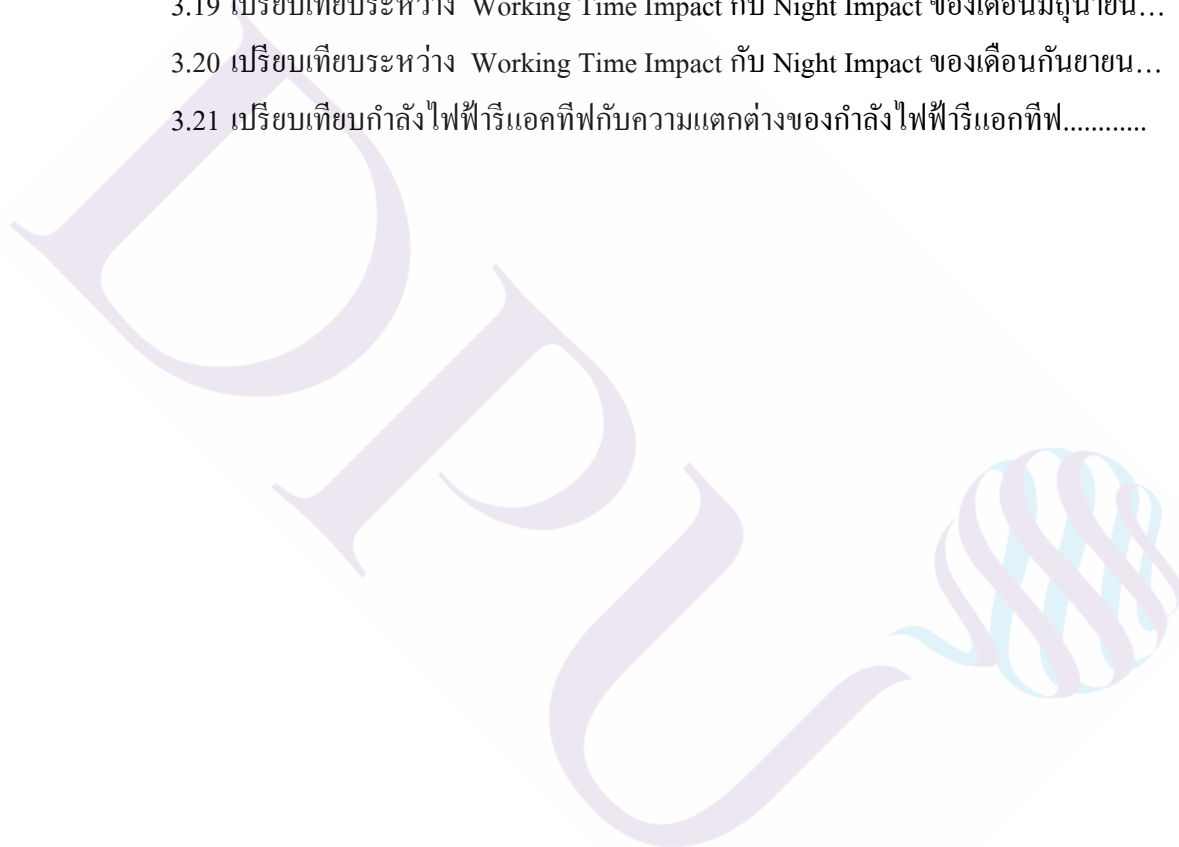 3.19 เปรียบเทียบระหว่าง Working Time Impact กับ Night Impact ของเดือนมิถุนายน…
3.20 เปรียบเทียบระหว่าง Working Time Impact กับ Night Impact ของเดือนกันยายน…
3.21 เปรียบเทียบกำลังไฟฟ้ารีแอคทีฟกับความแตกต่างของกำลังไฟฟ้ารีแอกทีฟ............
DPU